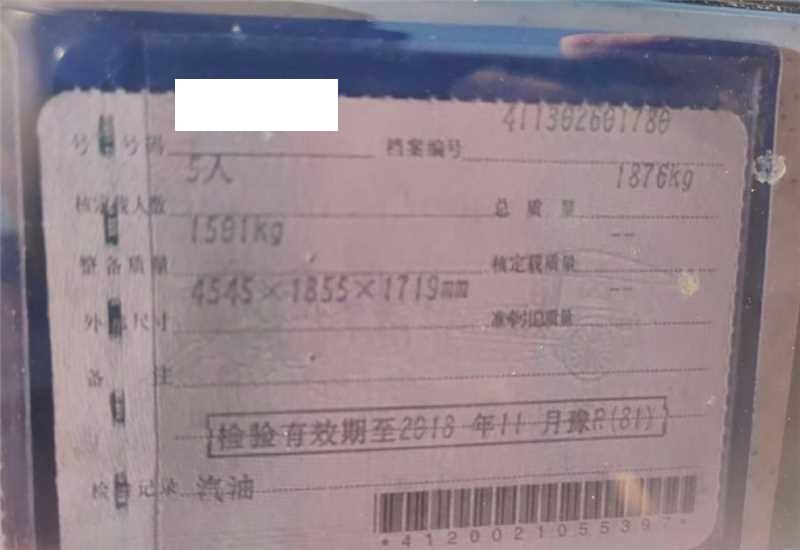 号牌号码 档案编号 411302601780
核定载人数 5人 总质量 1876kg
整备质量 1501kg 核定载质量 --
外廓尺寸 4545×1855×1719mm 准牵引总质量 --
备注
检验有效期至2018年11月豫R(81)
检验记录 汽油
*4120021055397*